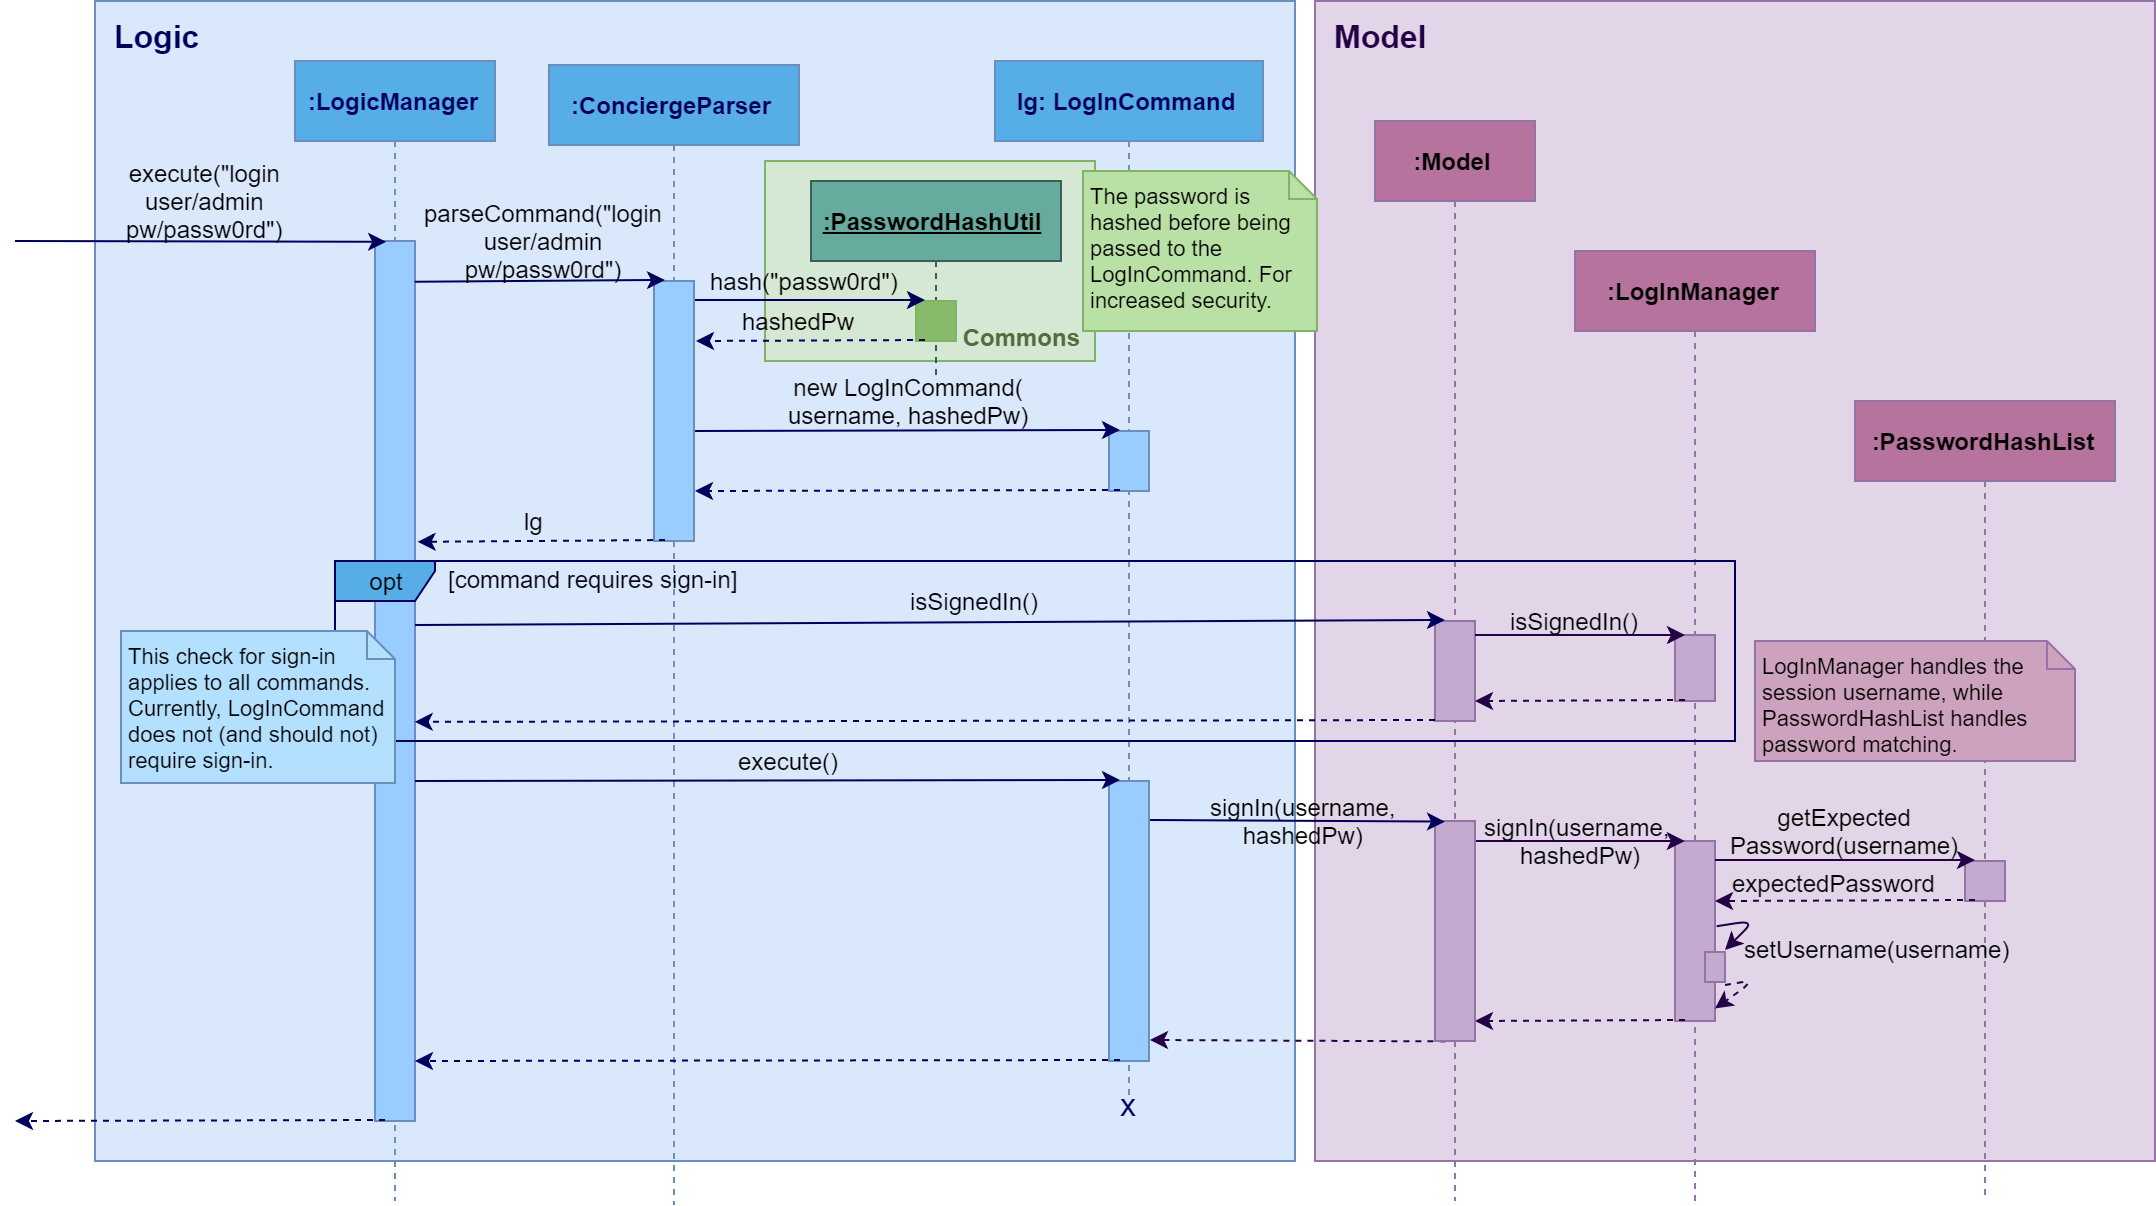 Logic
Model
:LogicManager
:ConciergeParser
lg: LogInCommand
:Model
execute("login
user/admin
pw/passw0rd")
parseCommand("login
user/admin
pw/passw0rd")
:PasswordHashUtil
The password is
hashed before being
passed to the
LogInCommand. For
increased security.
hash("passw0rd")
hashedPw
Commons
:LogInManager
new LogInCommand(
username, hashedPw)
:PasswordHashList
lg
opt
[command requires sign-in]
isSignedIn()
isSignedIn()
This check for sign-in
applies to all commands.
Currently, LogInCommand
does not (and should not)
require sign-in.
LogInManager handles the
session username, while
PasswordHashList handles
password matching.
execute()
signIn(username,
hashedPw)
signIn(username,
hashedPw)
getExpected
Password(username)
expectedPassword
setUsername(username)
X